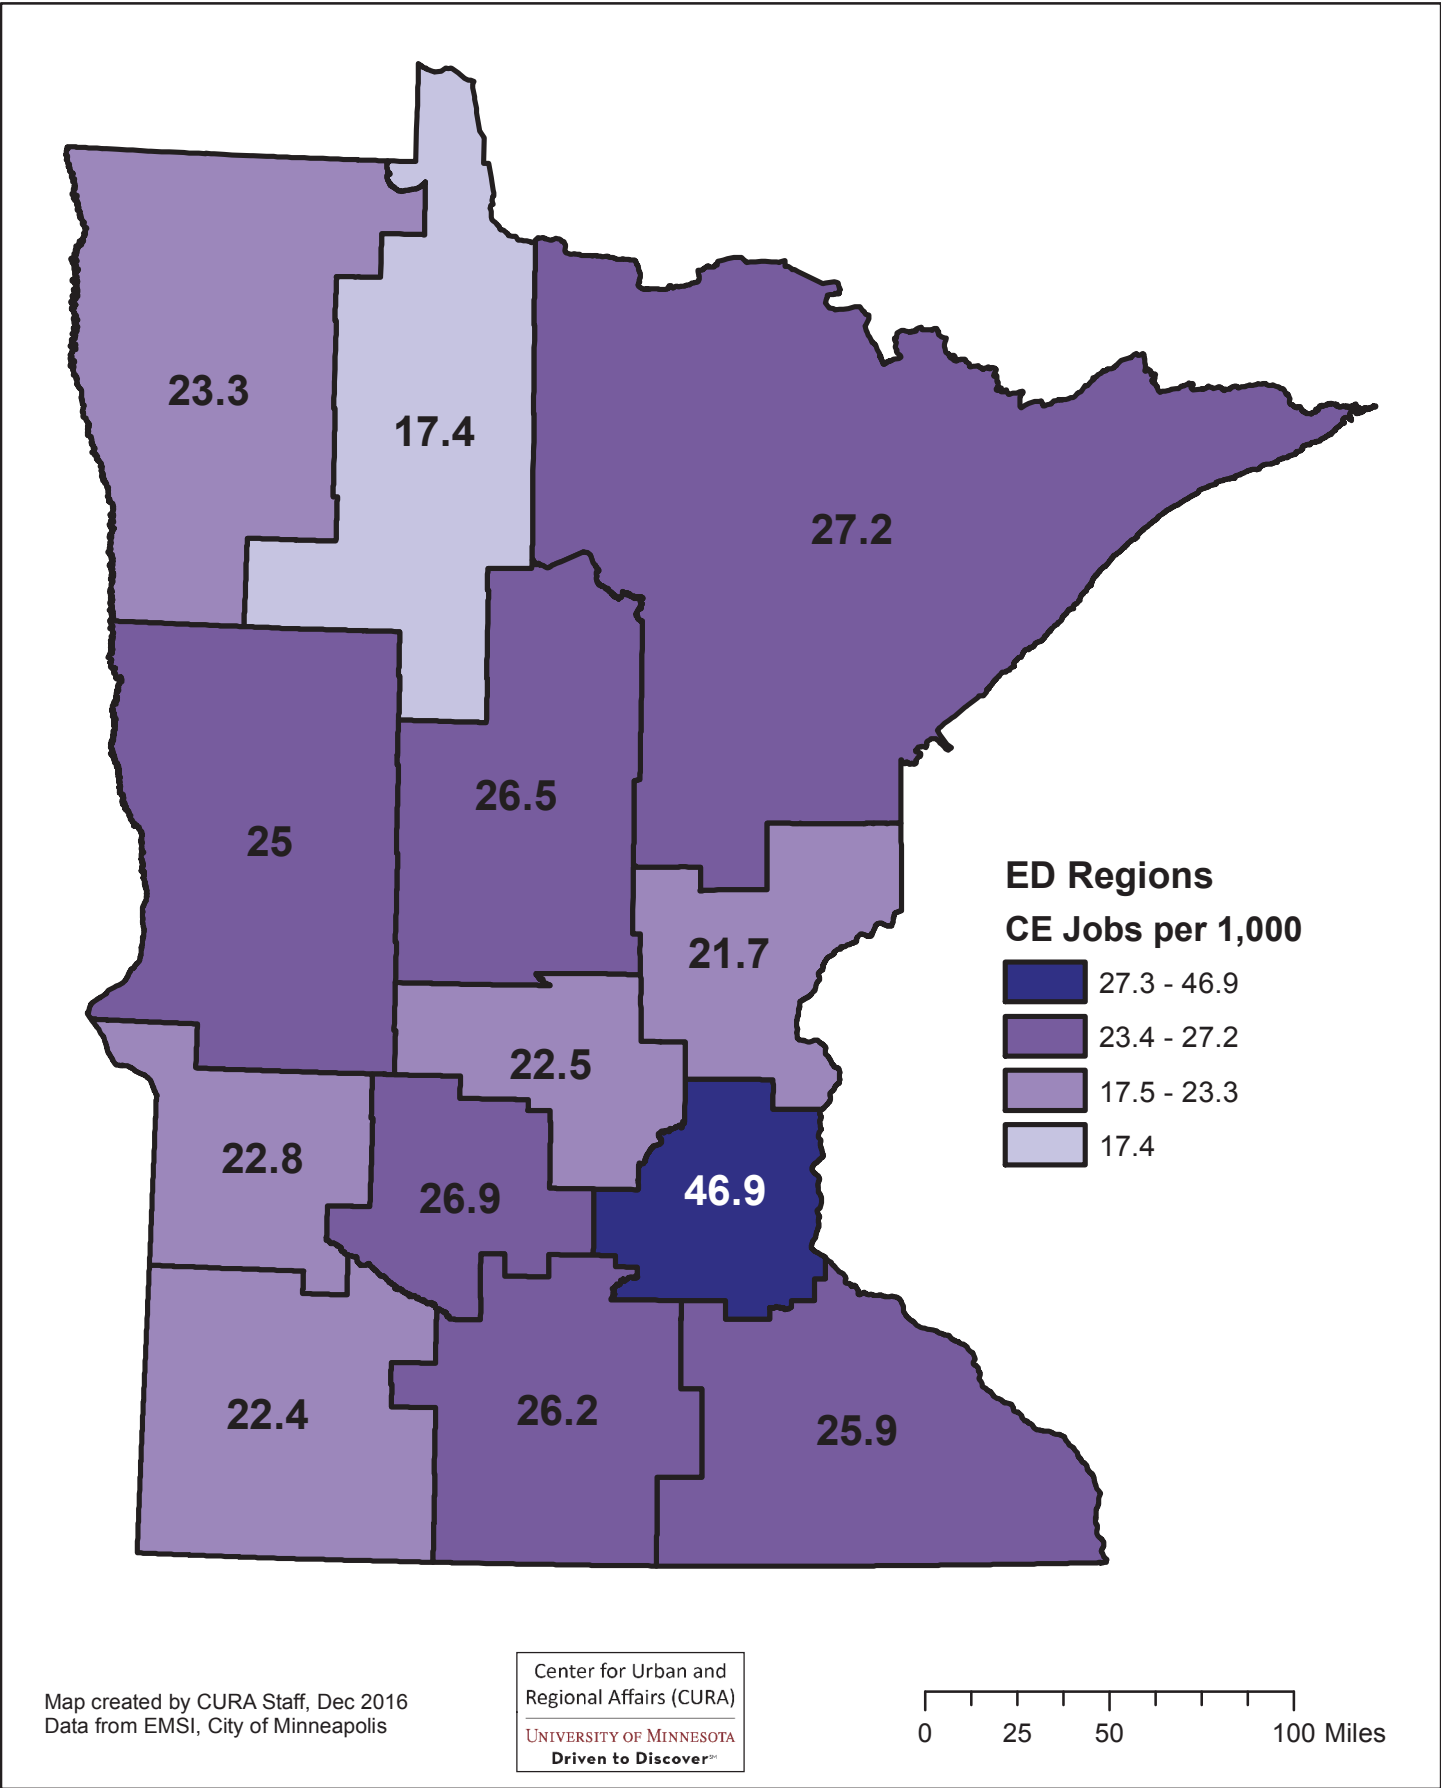 23.3
17.4
27.2
26.5
25
21.7
22.5
22.8
26.9
46.9
22.4
26.2
25.9
ED Regions
CE Jobs per 1,000
27.3 - 46.9
23.4 - 27.2
17.5 - 23.3
17.4
Map created by CURA Staff, Dec 2016
Data from EMSI, City of Minneapolis
Center for Urban and
Regional Affairs (CURA)
UNIVERSITY OF MINNESOTA
Driven to Discover℠
0 25 50 100 Miles